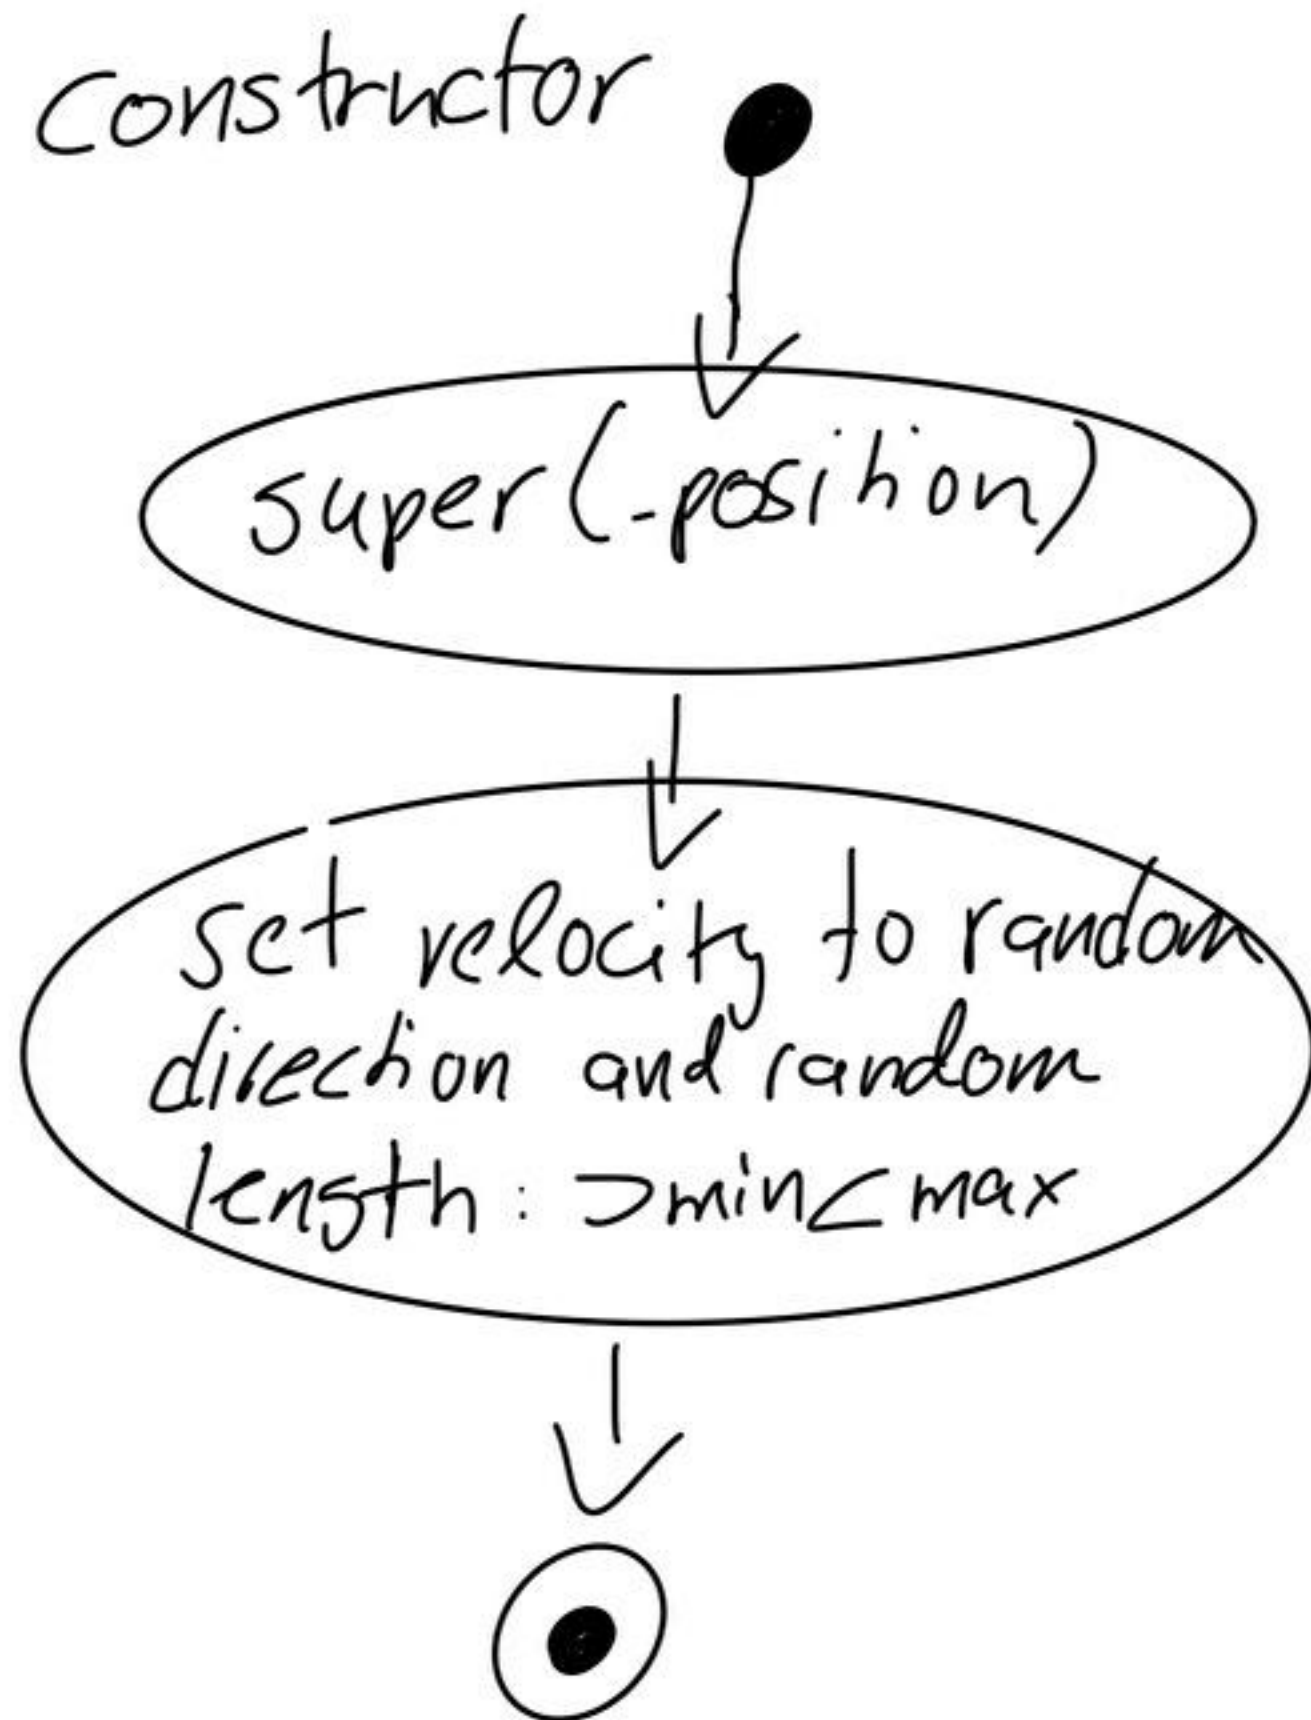 constructor
super(_position)
set velocity to random
direction and random
length: >min<max